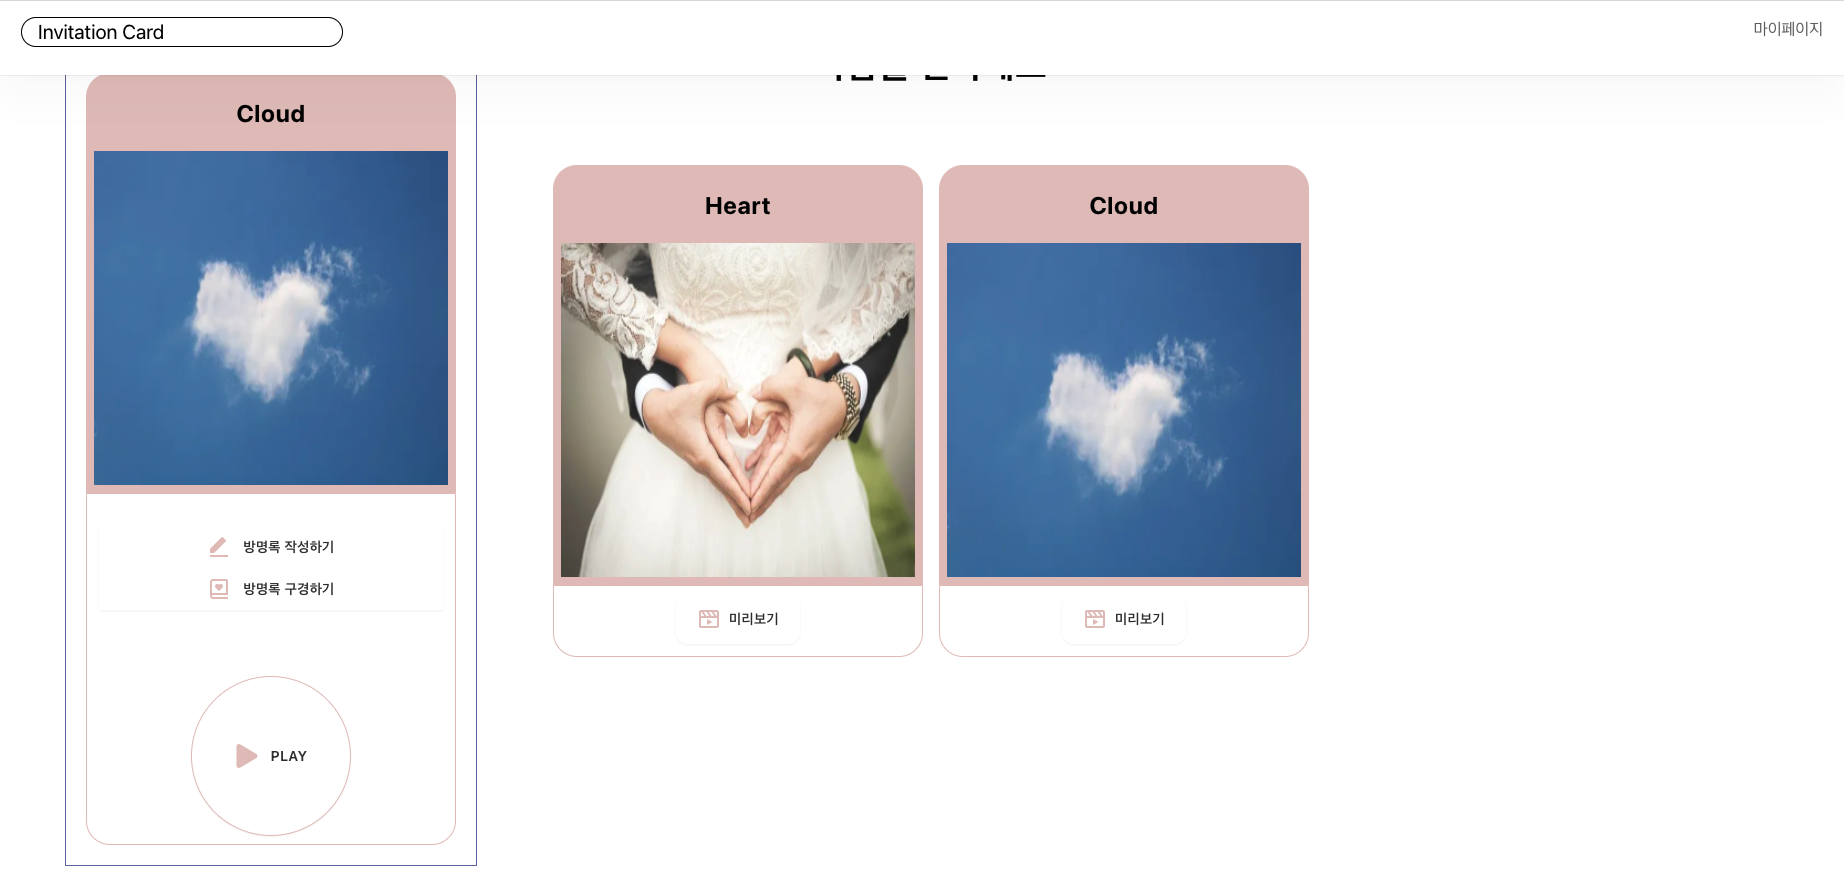 Invitation Card
마이페이지
Cloud
방명록 작성하기
방명록 구경하기
PLAY
Heart
미리보기
Cloud
미리보기